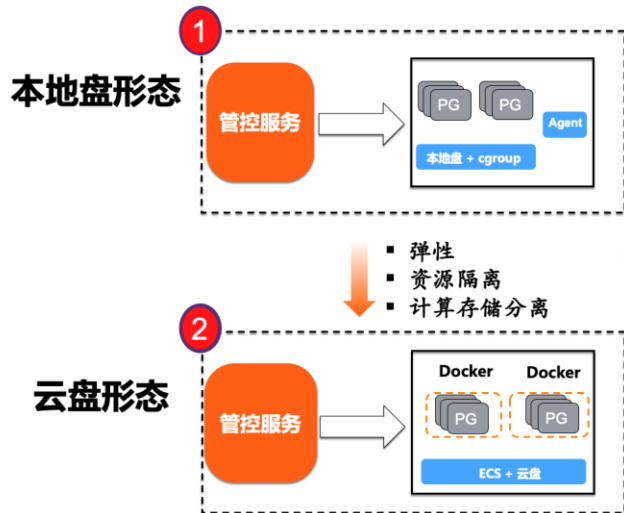 1
本地盘形态
管控服务
PG PG
Agent
本地盘 + cgroup
▪ 弹性
▪ 资源隔离
▪ 计算存储分离
2
云盘形态
管控服务
Docker Docker
PG PG
ECS + 云盘